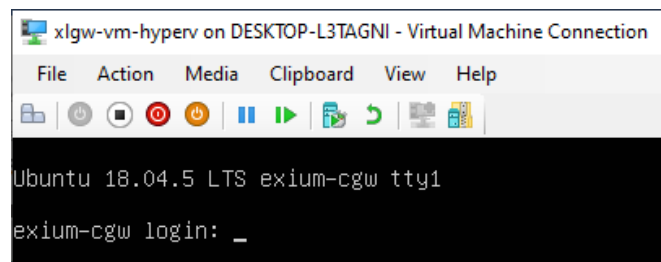 xlgw-vm-hyperv on DESKTOP-L3TAGNI - Virtual Machine Connection
File Action Media Clipboard View Help
Ubuntu 18.04.5 LTS exium-cgw tty1
exium-cgw login: _